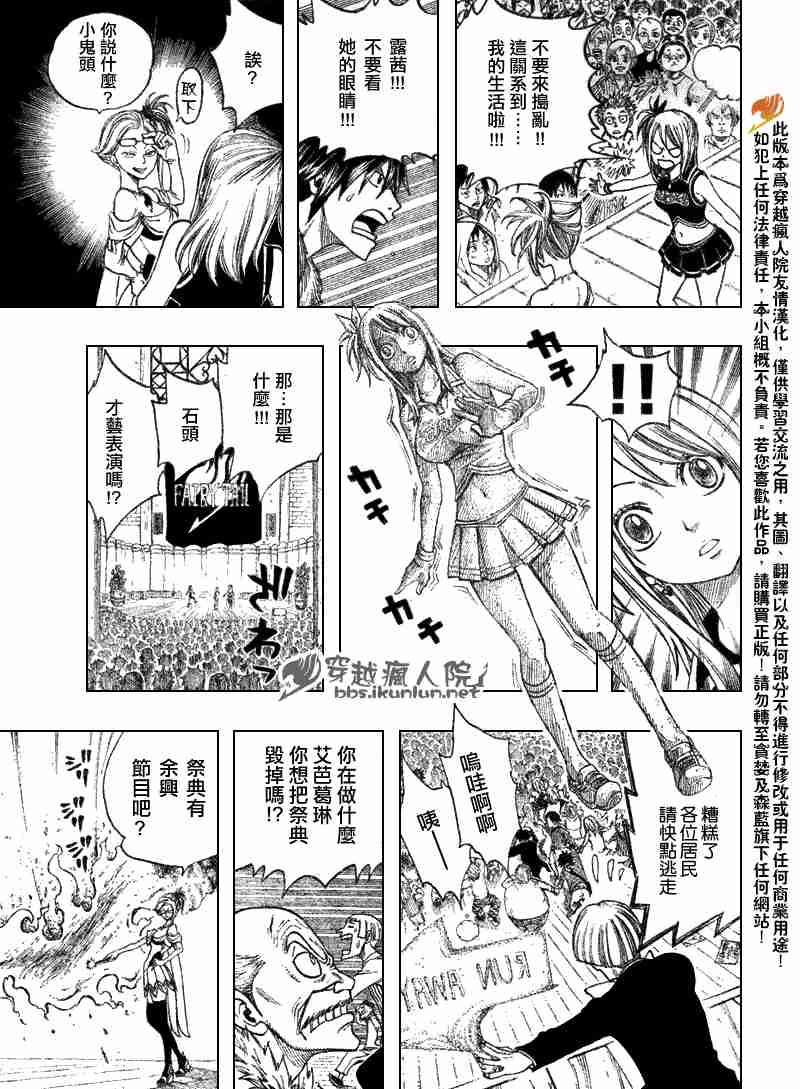 不要來搗亂!!
這關系到……
我的生活啦!!!
露茜!!!
不要看
她的眼睛!!!
誒？
取下
你說什麼？
小鬼頭
!!
カチ
カチ
カチ
那…那是
什麼!!!
石頭
才藝表演嗎!?
FAIRY TAIL
ざわっ
穿越瘋人院
bbs.ikunlun.net
嗚哇啊啊
咦—
糟糕了
各位居民
請快點逃走
RUN AWAY
你在做什麼
艾芭葛琳
你想把祭典
毀掉嗎!?
祭典有
余興
節目吧？
此版本爲穿越瘋人院友情漢化，僅供學習交流之用，其圖、翻譯以及任何部分不得進行修改或用于任何商業用途！
如犯上任何法律責任，本小組概不負責。若您喜歡此作品，請購買正版！請勿轉至貪婪及森藍旗下任何網站！